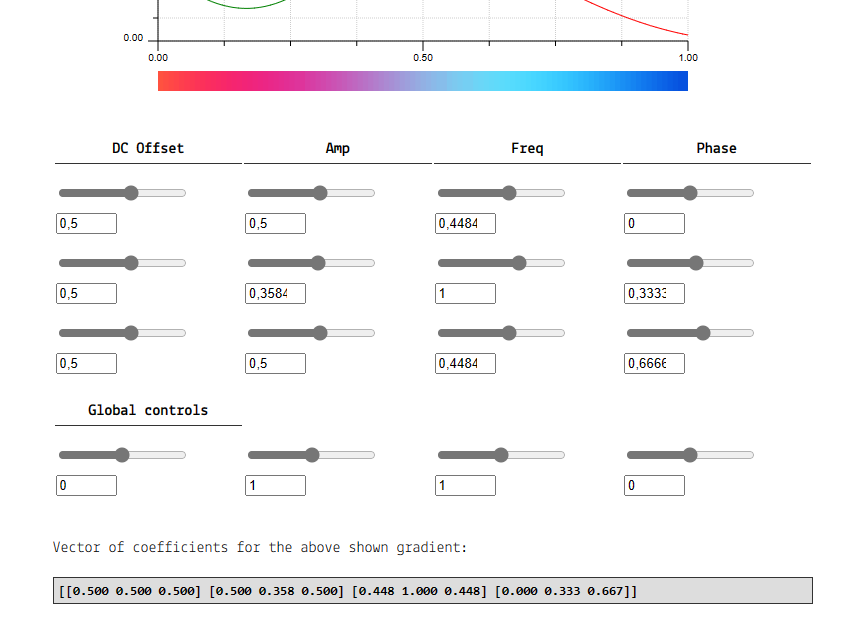 0.00
0.00 0.50 1.00
DC Offset Amp Freq Phase
0,5 0,5 0,4484 0
0,5 0,3584 1 0,3333
0,5 0,5 0,4484 0,6666
Global controls
0 1 1 0
Vector of coefficients for the above shown gradient:
[[0.500 0.500 0.500] [0.500 0.358 0.500] [0.448 1.000 0.448] [0.000 0.333 0.667]]